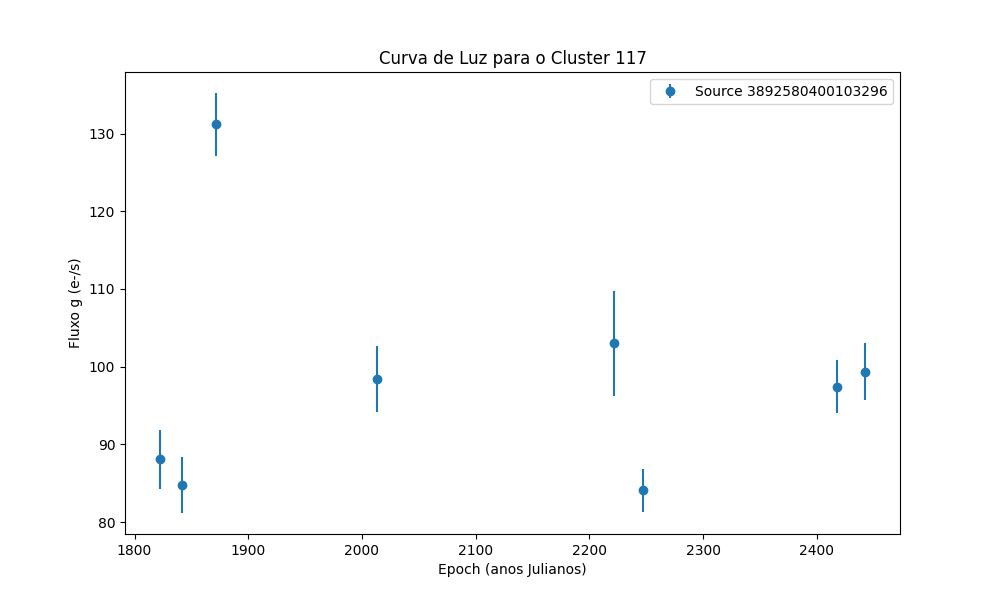 Curva de Luz para o Cluster 117
Source 3892580400103296
Fluxo g (e-/s)
130
120
110
100
90
80
1800 1900 2000 2100 2200 2300 2400
Epoch (anos Julianos)